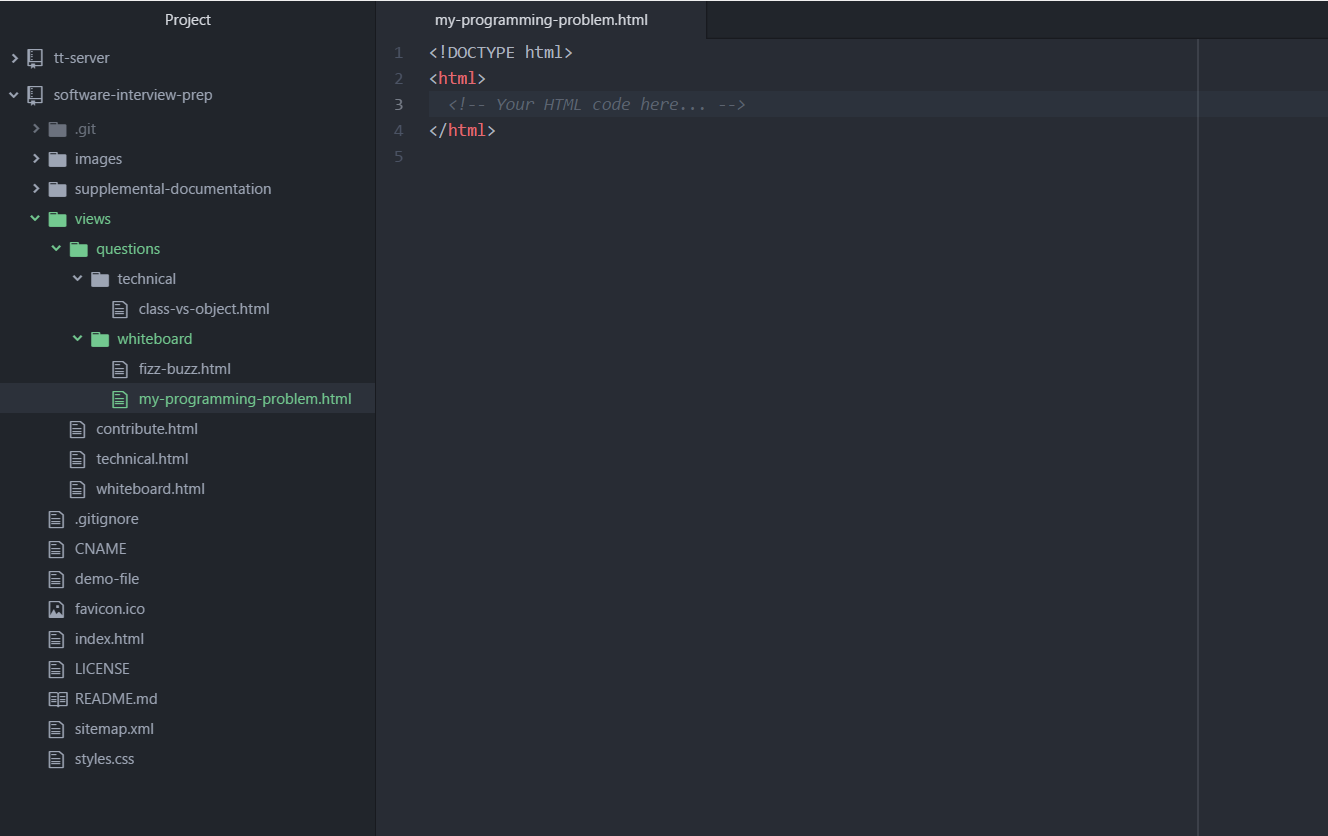 Project
tt-server
software-interview-prep
.git
images
supplemental-documentation
views
questions
technical
class-vs-object.html
whiteboard
fizz-buzz.html
my-programming-problem.html
contribute.html
technical.html
whiteboard.html
.gitignore
CNAME
demo-file
favicon.ico
index.html
LICENSE
README.md
sitemap.xml
styles.css
my-programming-problem.html
1 <!DOCTYPE html>
2 <html>
3   <!-- Your HTML code here... -->
4 </html>
5